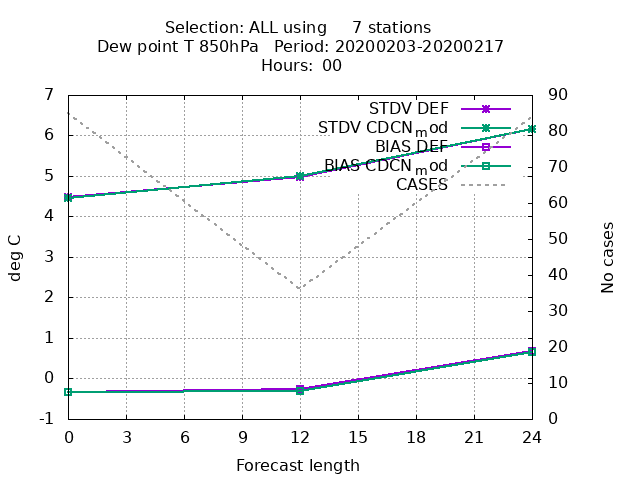 Selection: ALL using     7 stations
Dew point T 850hPa   Period: 20200203-20200217
Hours: 00
7
6
5
4
3
2
1
0
-1
90
80
70
60
50
40
30
20
10
0
STDV DEF
STDV CDCN_mod
BIAS DEF
BIAS CDCN_mod
CASES
deg C
No cases
0 3 6 9 12 15 18 21 24
Forecast length